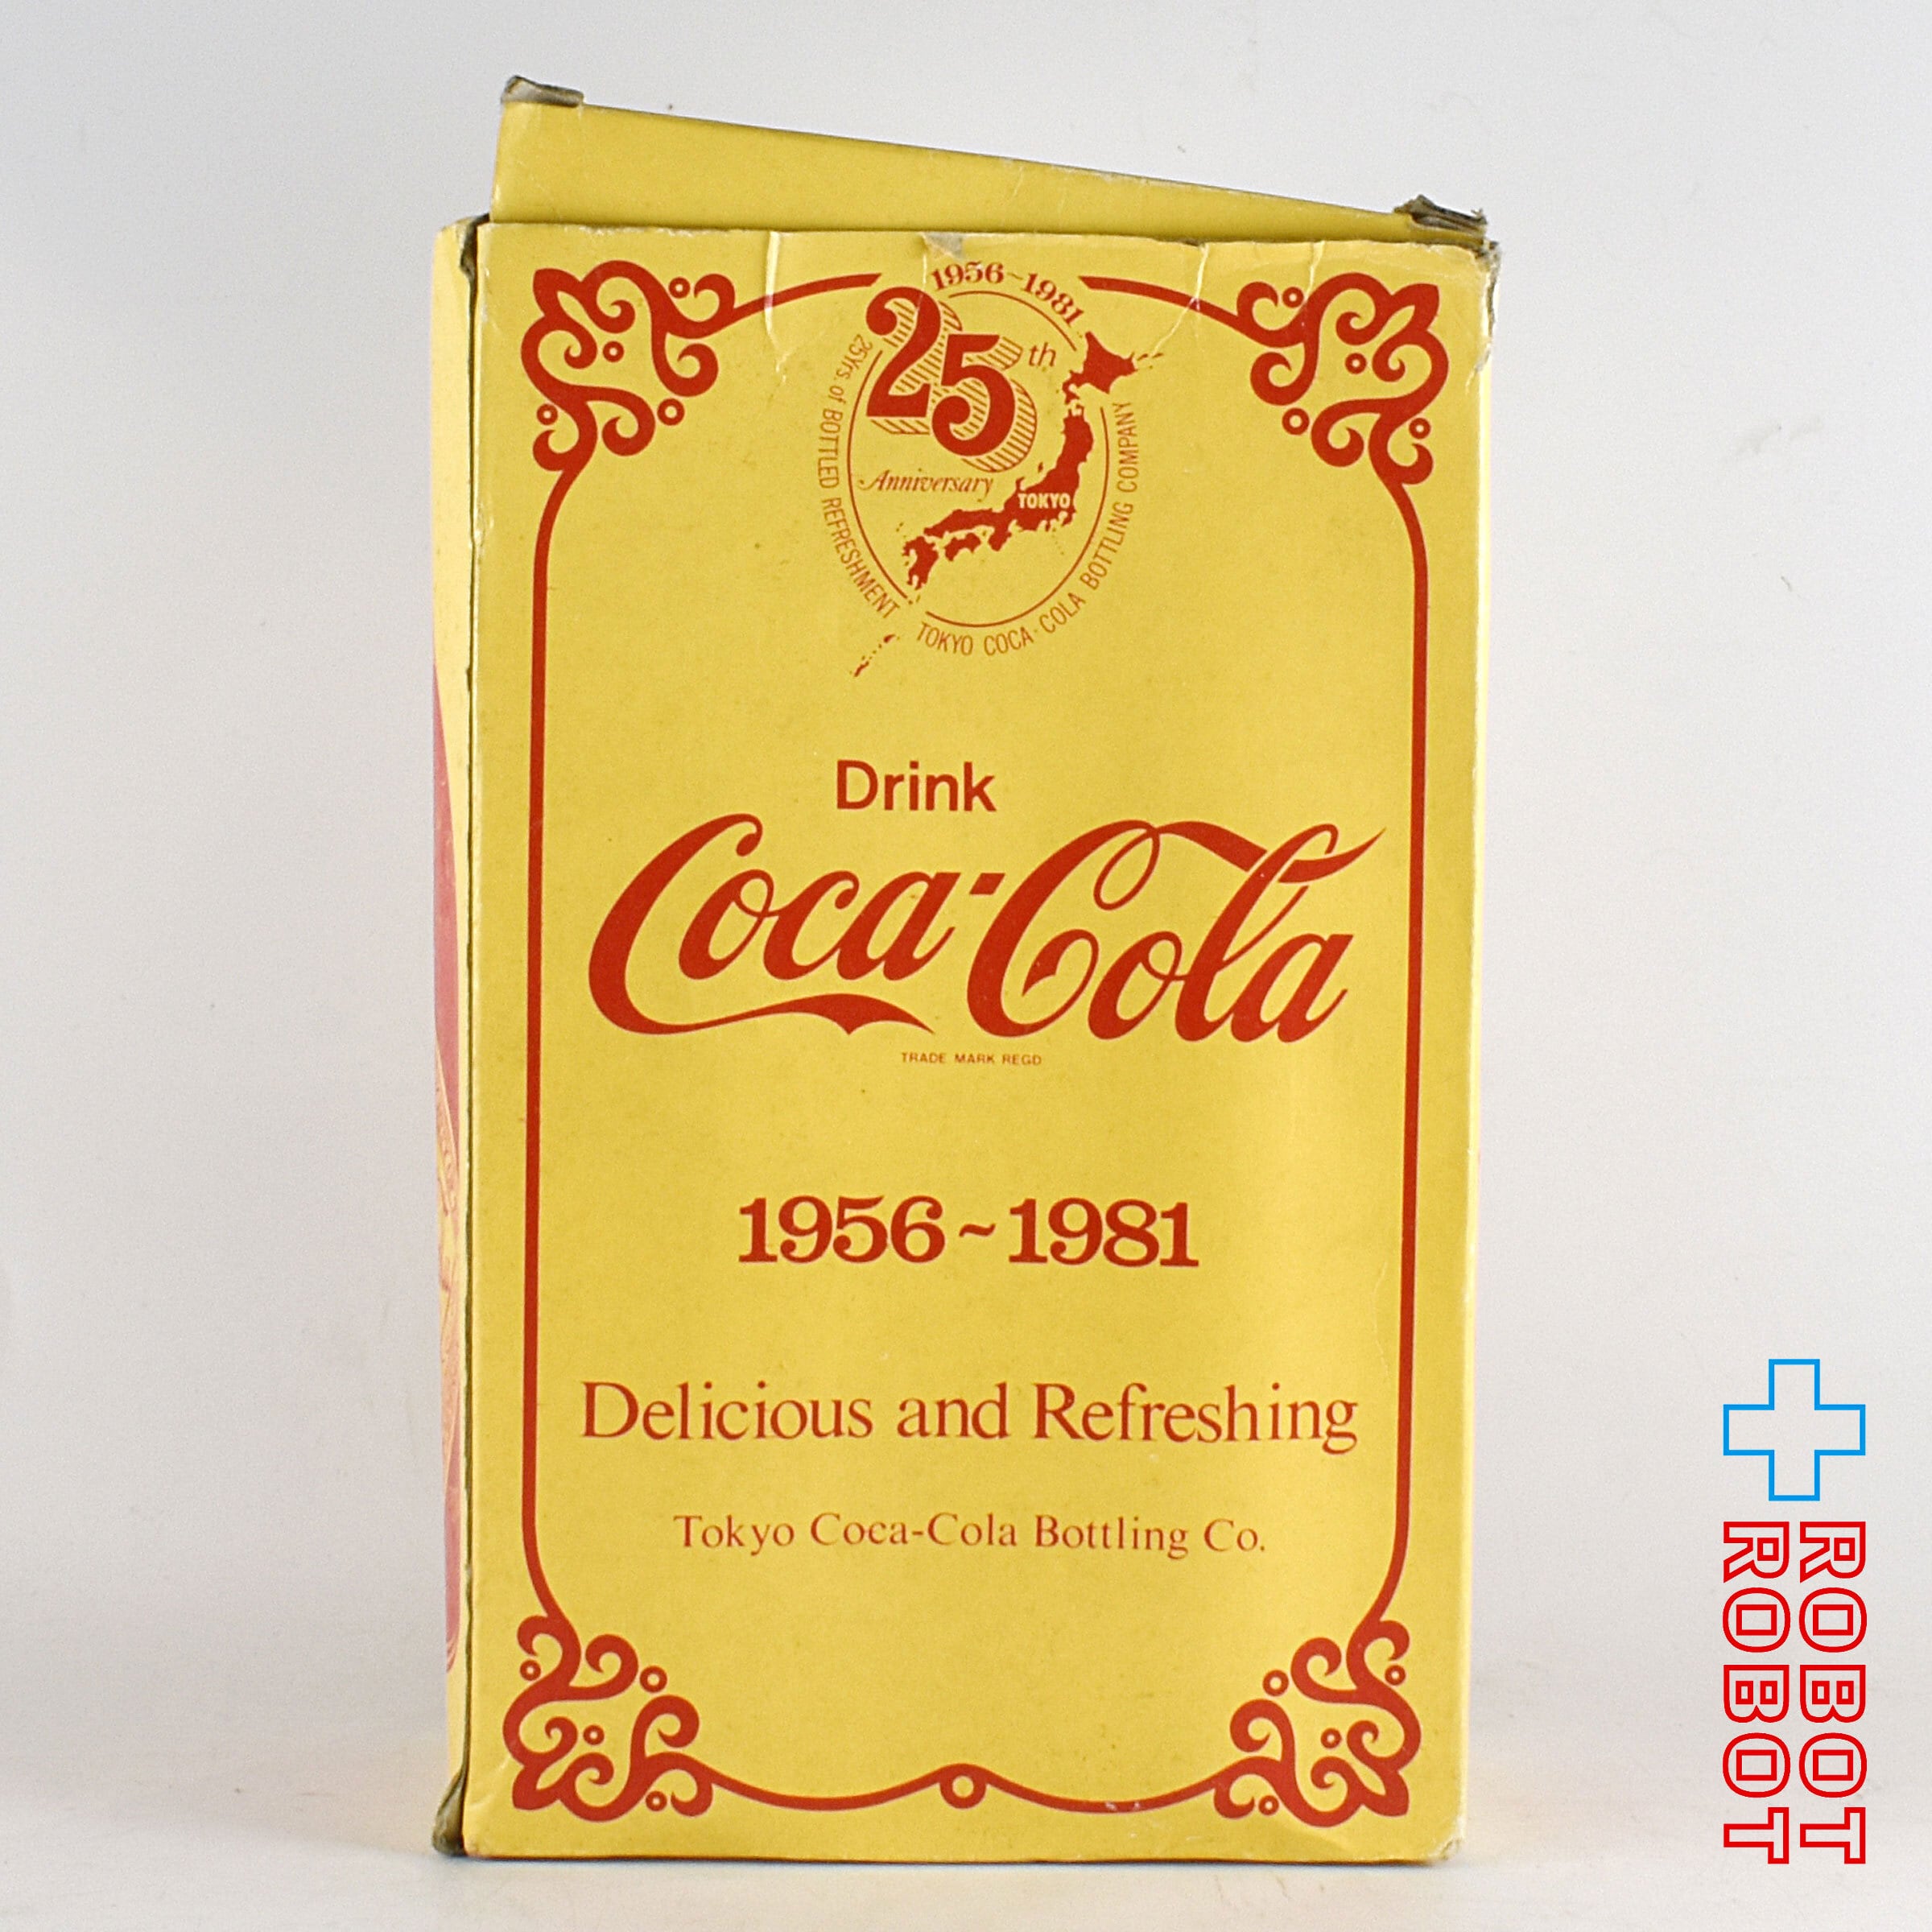 1956~1981
25th
Anniversary
TOKYO
25Yrs. of BOTTLED REFRESHMENT
TOKYO COCA-COLA BOTTLING COMPANY
Drink
Coca-Cola
TRADE MARK REGD
1956~1981
Delicious and Refreshing
Tokyo Coca-Cola Bottling Co.
ROBOT
ROBOT